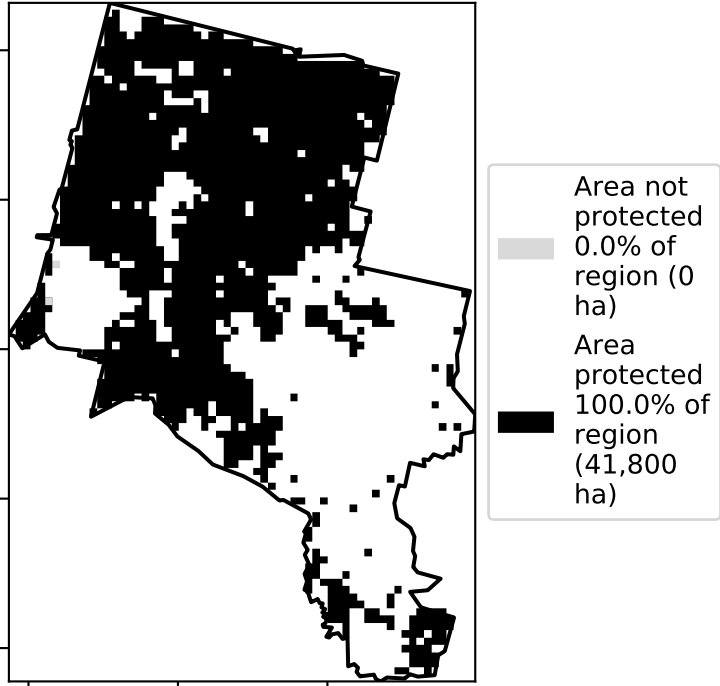 Area not
protected
0.0% of
region (0
ha)
Area
protected
100.0% of
region
(41,800
ha)